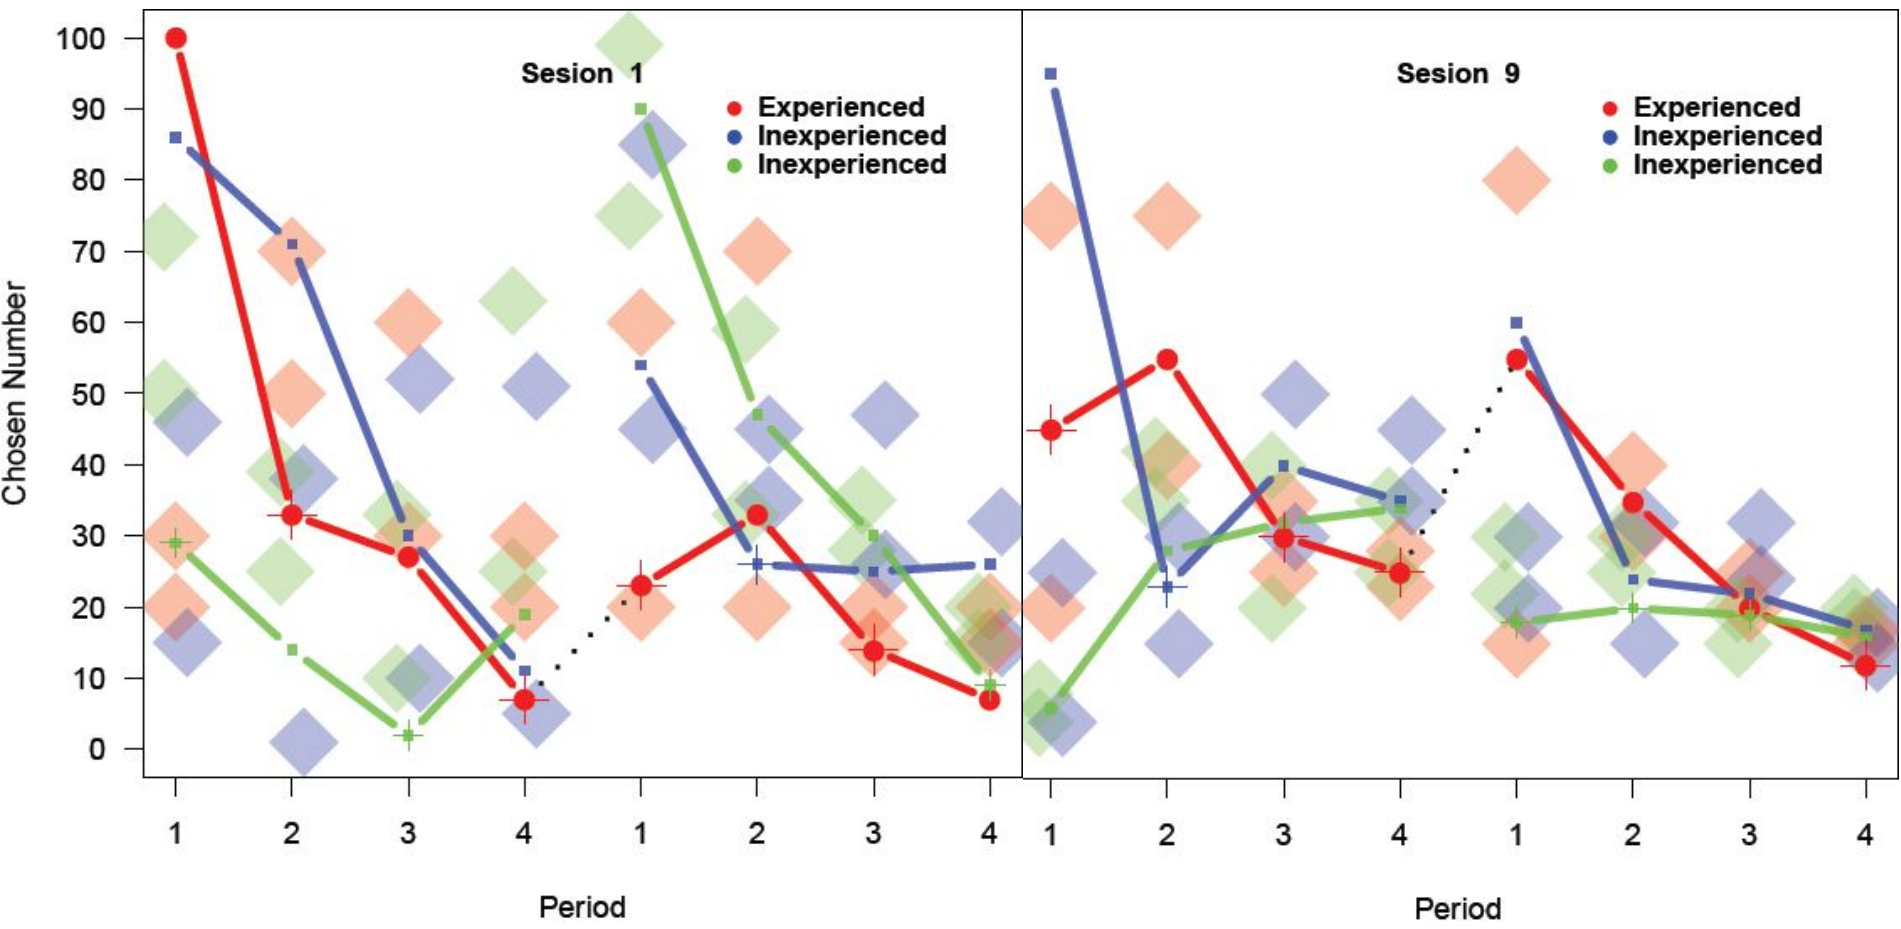 Chosen Number
100
90
80
70
60
50
40
30
20
10
0
Sesion 1
Experienced
Inexperienced
Inexperienced
1 2 3 4 1 2 3 4
Period
Sesion 9
Experienced
Inexperienced
Inexperienced
1 2 3 4 1 2 3 4
Period